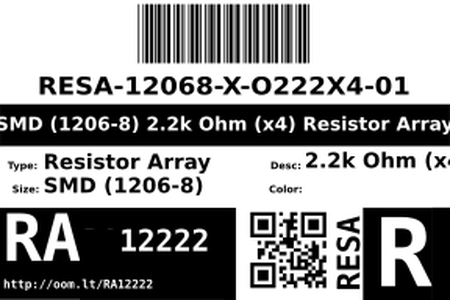 RESA-12068-X-O222X4-01
SMD (1206-8) 2.2k Ohm (x4) Resistor Array
Type: Resistor Array
Desc: 2.2k Ohm (x4
Size: SMD (1206-8)
Color:
RA 12222
RESA
R
http://oom.lt/RA12222